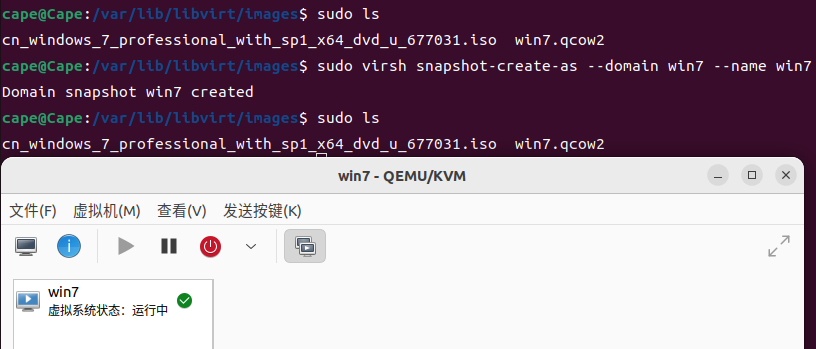 cape@Cape:/var/lib/libvirt/images$ sudo ls
cn_windows_7_professional_with_sp1_x64_dvd_u_677031.iso  win7.qcow2
cape@Cape:/var/lib/libvirt/images$ sudo virsh snapshot-create-as --domain win7 --name win7
Domain snapshot win7 created
cape@Cape:/var/lib/libvirt/images$ sudo ls
cn_windows_7_professional_with_sp1_x64_dvd_u_677031.iso  win7.qcow2
win7 - QEMU/KVM
文件(F) 虚拟机(M) 查看(V) 发送按键(K)
win7
虚拟系统状态：运行中